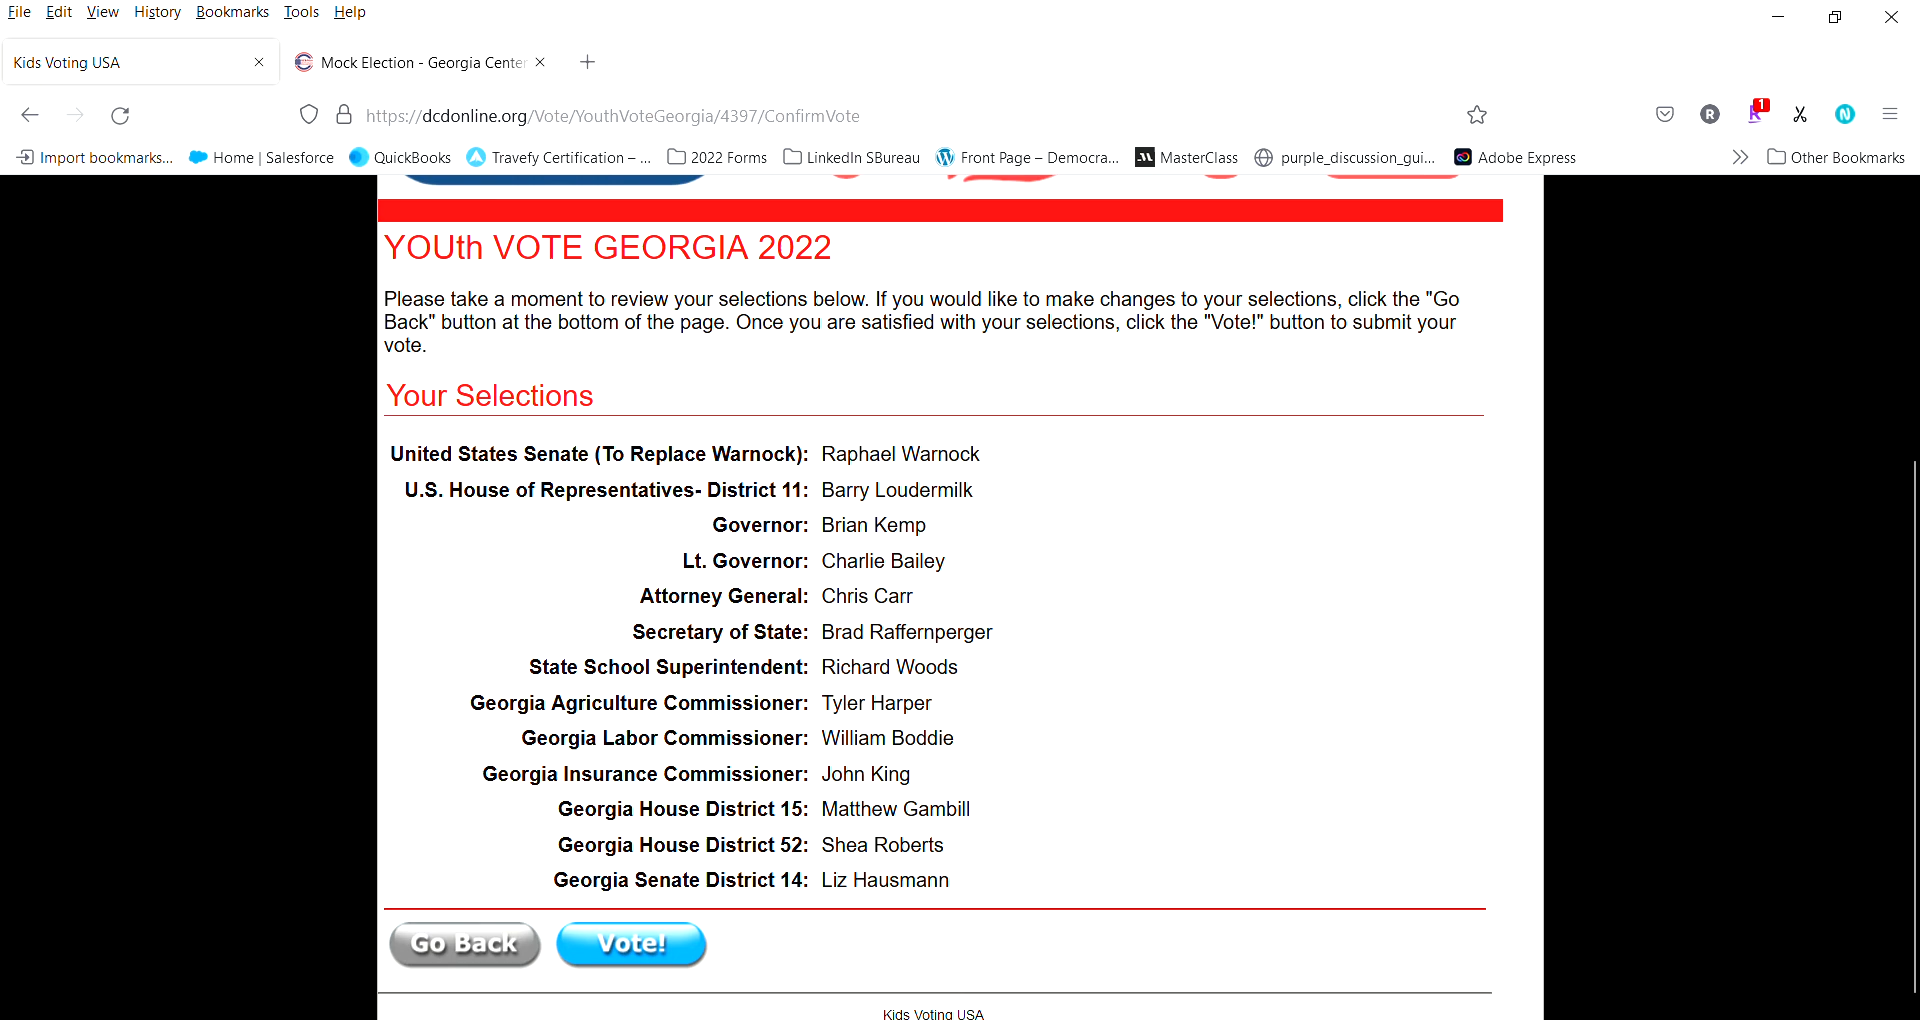 File Edit View History Bookmarks Tools Help
Kids Voting USA
Mock Election - Georgia Center
https://dcdonline.org/Vote/YouthVoteGeorgia/4397/ConfirmVote
R
1
N
Import bookmarks... Home | Salesforce QuickBooks Travefy Certification – ... 2022 Forms LinkedIn SBureau Front Page – Democra... MasterClass purple_discussion_gui... Adobe Express Other Bookmarks
YOUth VOTE GEORGIA 2022
Please take a moment to review your selections below. If you would like to make changes to your selections, click the "Go
Back" button at the bottom of the page. Once you are satisfied with your selections, click the "Vote!" button to submit your
vote.
Your Selections
United States Senate (To Replace Warnock): Raphael Warnock
U.S. House of Representatives- District 11: Barry Loudermilk
Governor: Brian Kemp
Lt. Governor: Charlie Bailey
Attorney General: Chris Carr
Secretary of State: Brad Raffernperger
State School Superintendent: Richard Woods
Georgia Agriculture Commissioner: Tyler Harper
Georgia Labor Commissioner: William Boddie
Georgia Insurance Commissioner: John King
Georgia House District 15: Matthew Gambill
Georgia House District 52: Shea Roberts
Georgia Senate District 14: Liz Hausmann
Go Back Vote!
Kids Voting USA